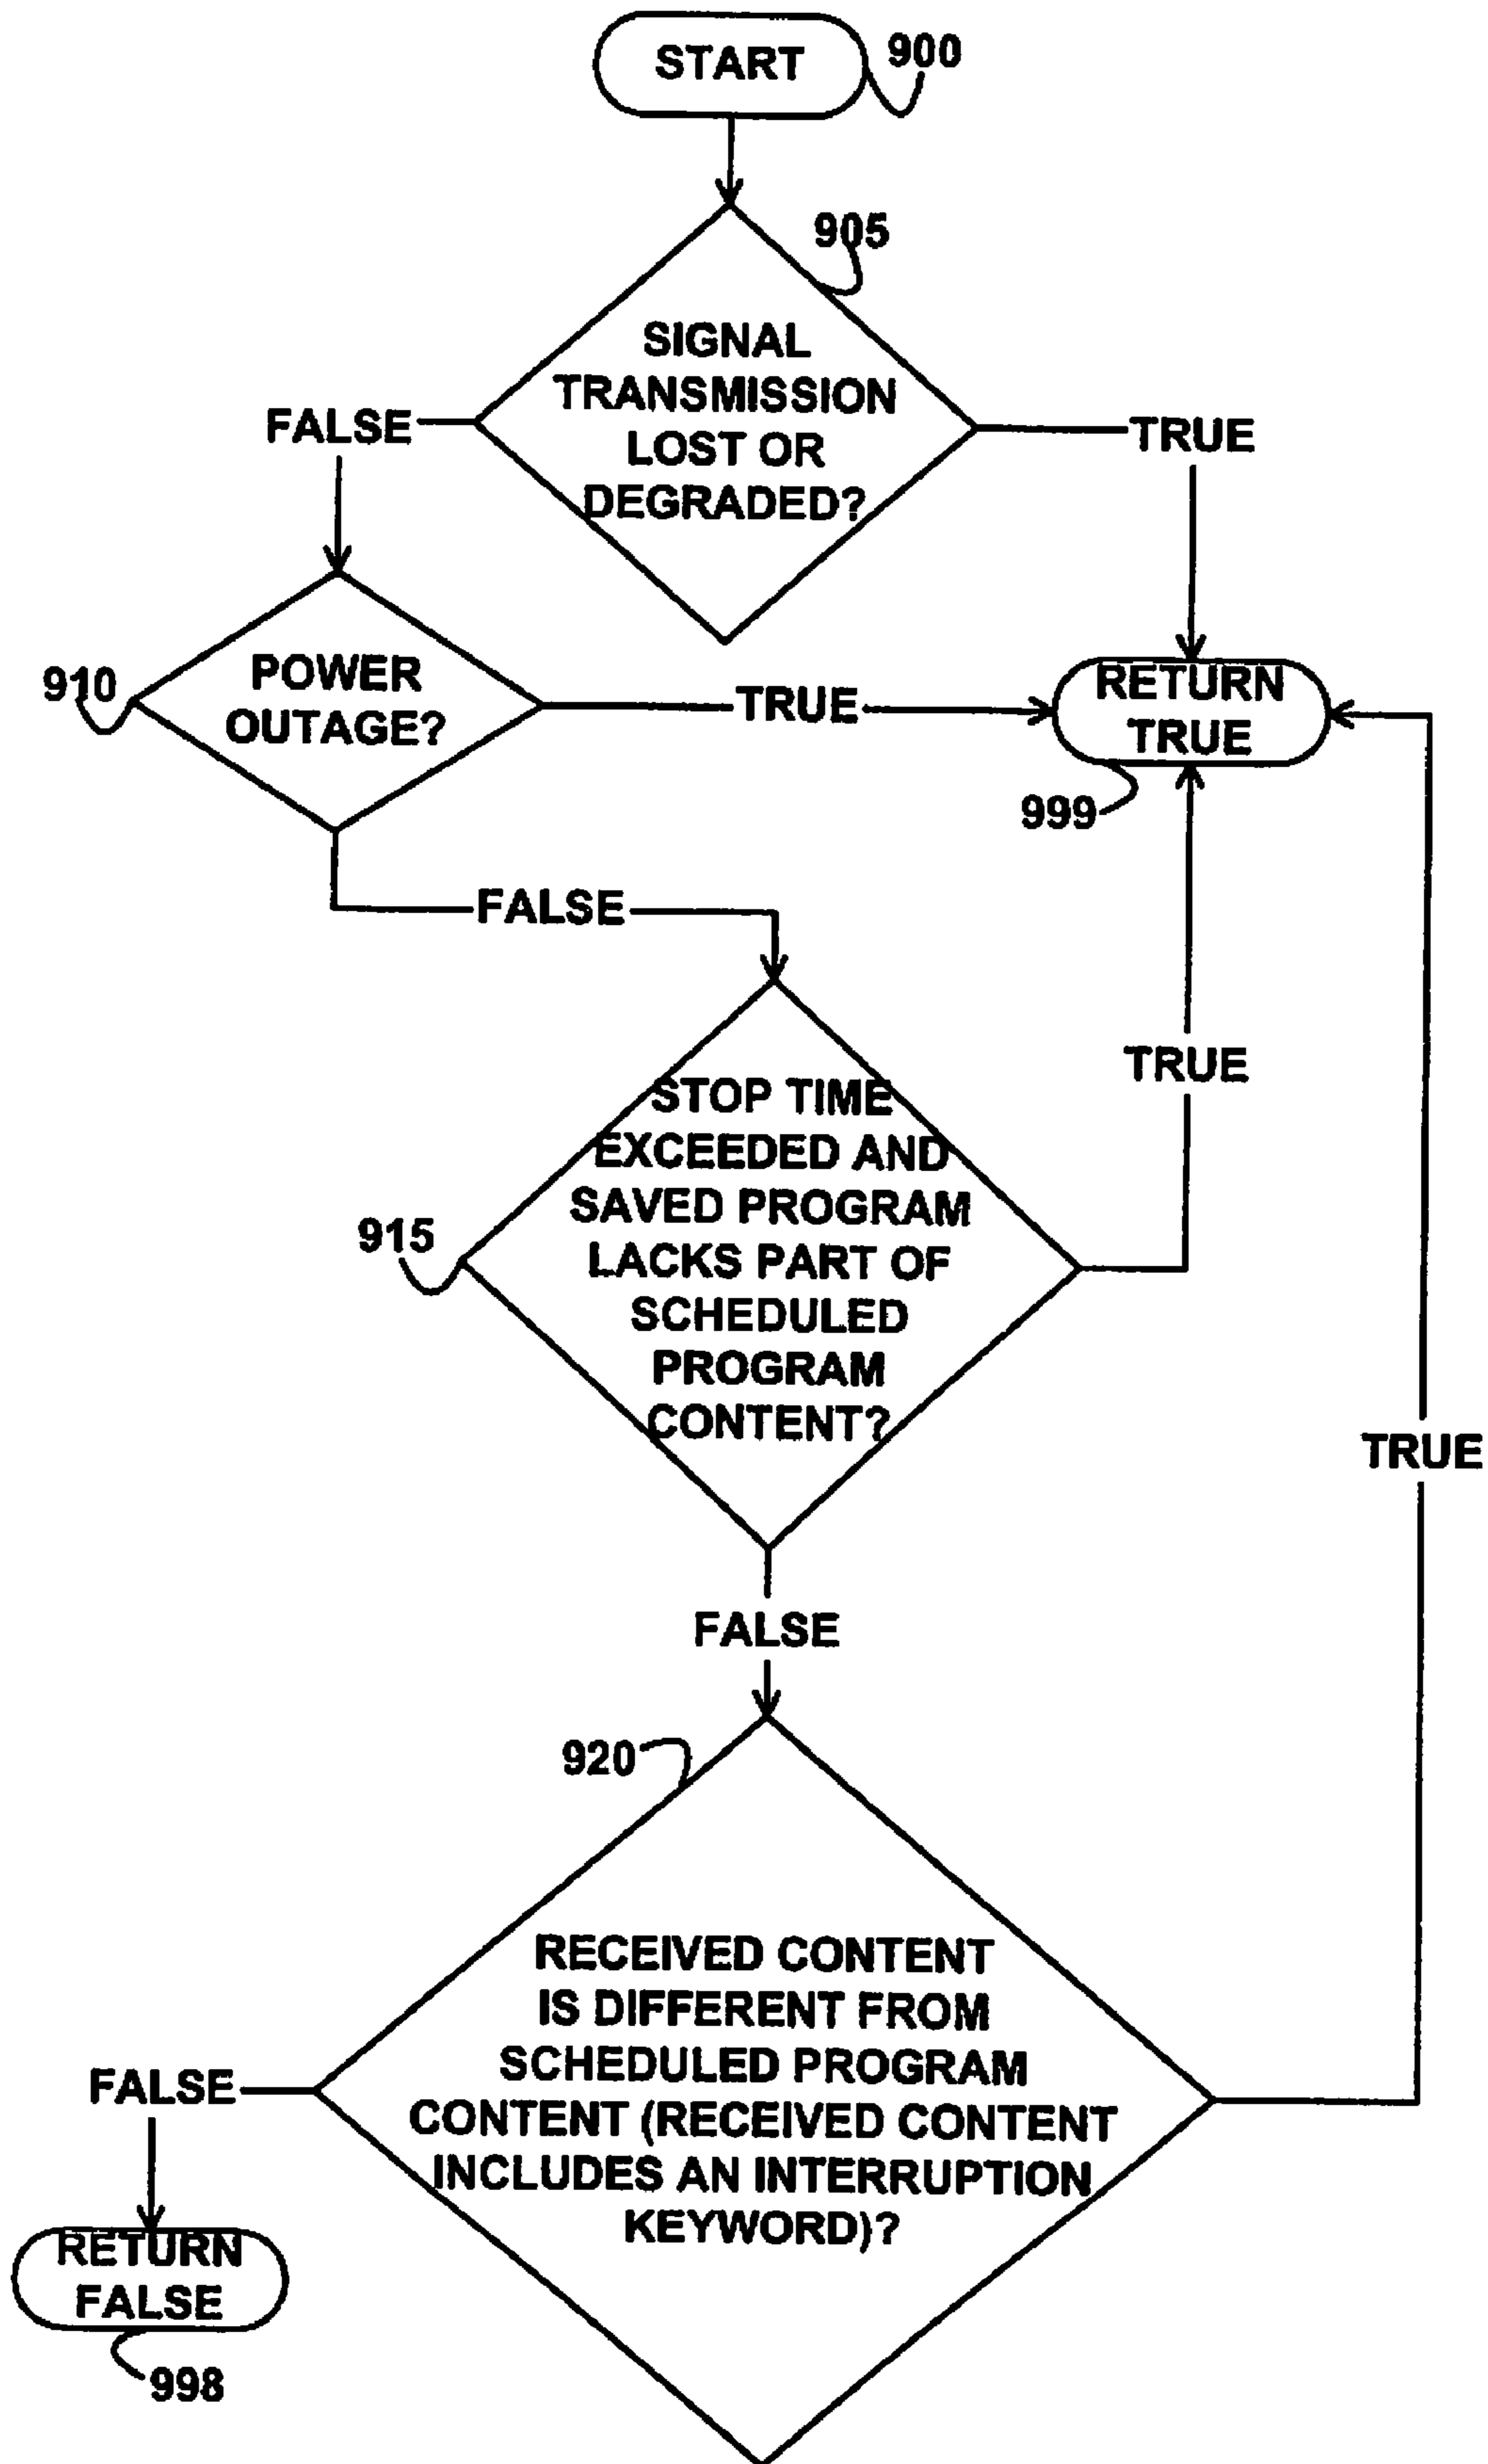 START
900
905
SIGNAL
TRANSMISSION
LOST OR
DEGRADED?
FALSE
TRUE
910
POWER
OUTAGE?
TRUE
RETURN
TRUE
999
FALSE
TRUE
915
STOP TIME
EXCEEDED AND
SAVED PROGRAM
LACKS PART OF
SCHEDULED
PROGRAM
CONTENT?
TRUE
FALSE
920
RECEIVED CONTENT
IS DIFFERENT FROM
SCHEDULED PROGRAM
CONTENT (RECEIVED CONTENT
INCLUDES AN INTERRUPTION
KEYWORD)?
FALSE
RETURN
FALSE
998